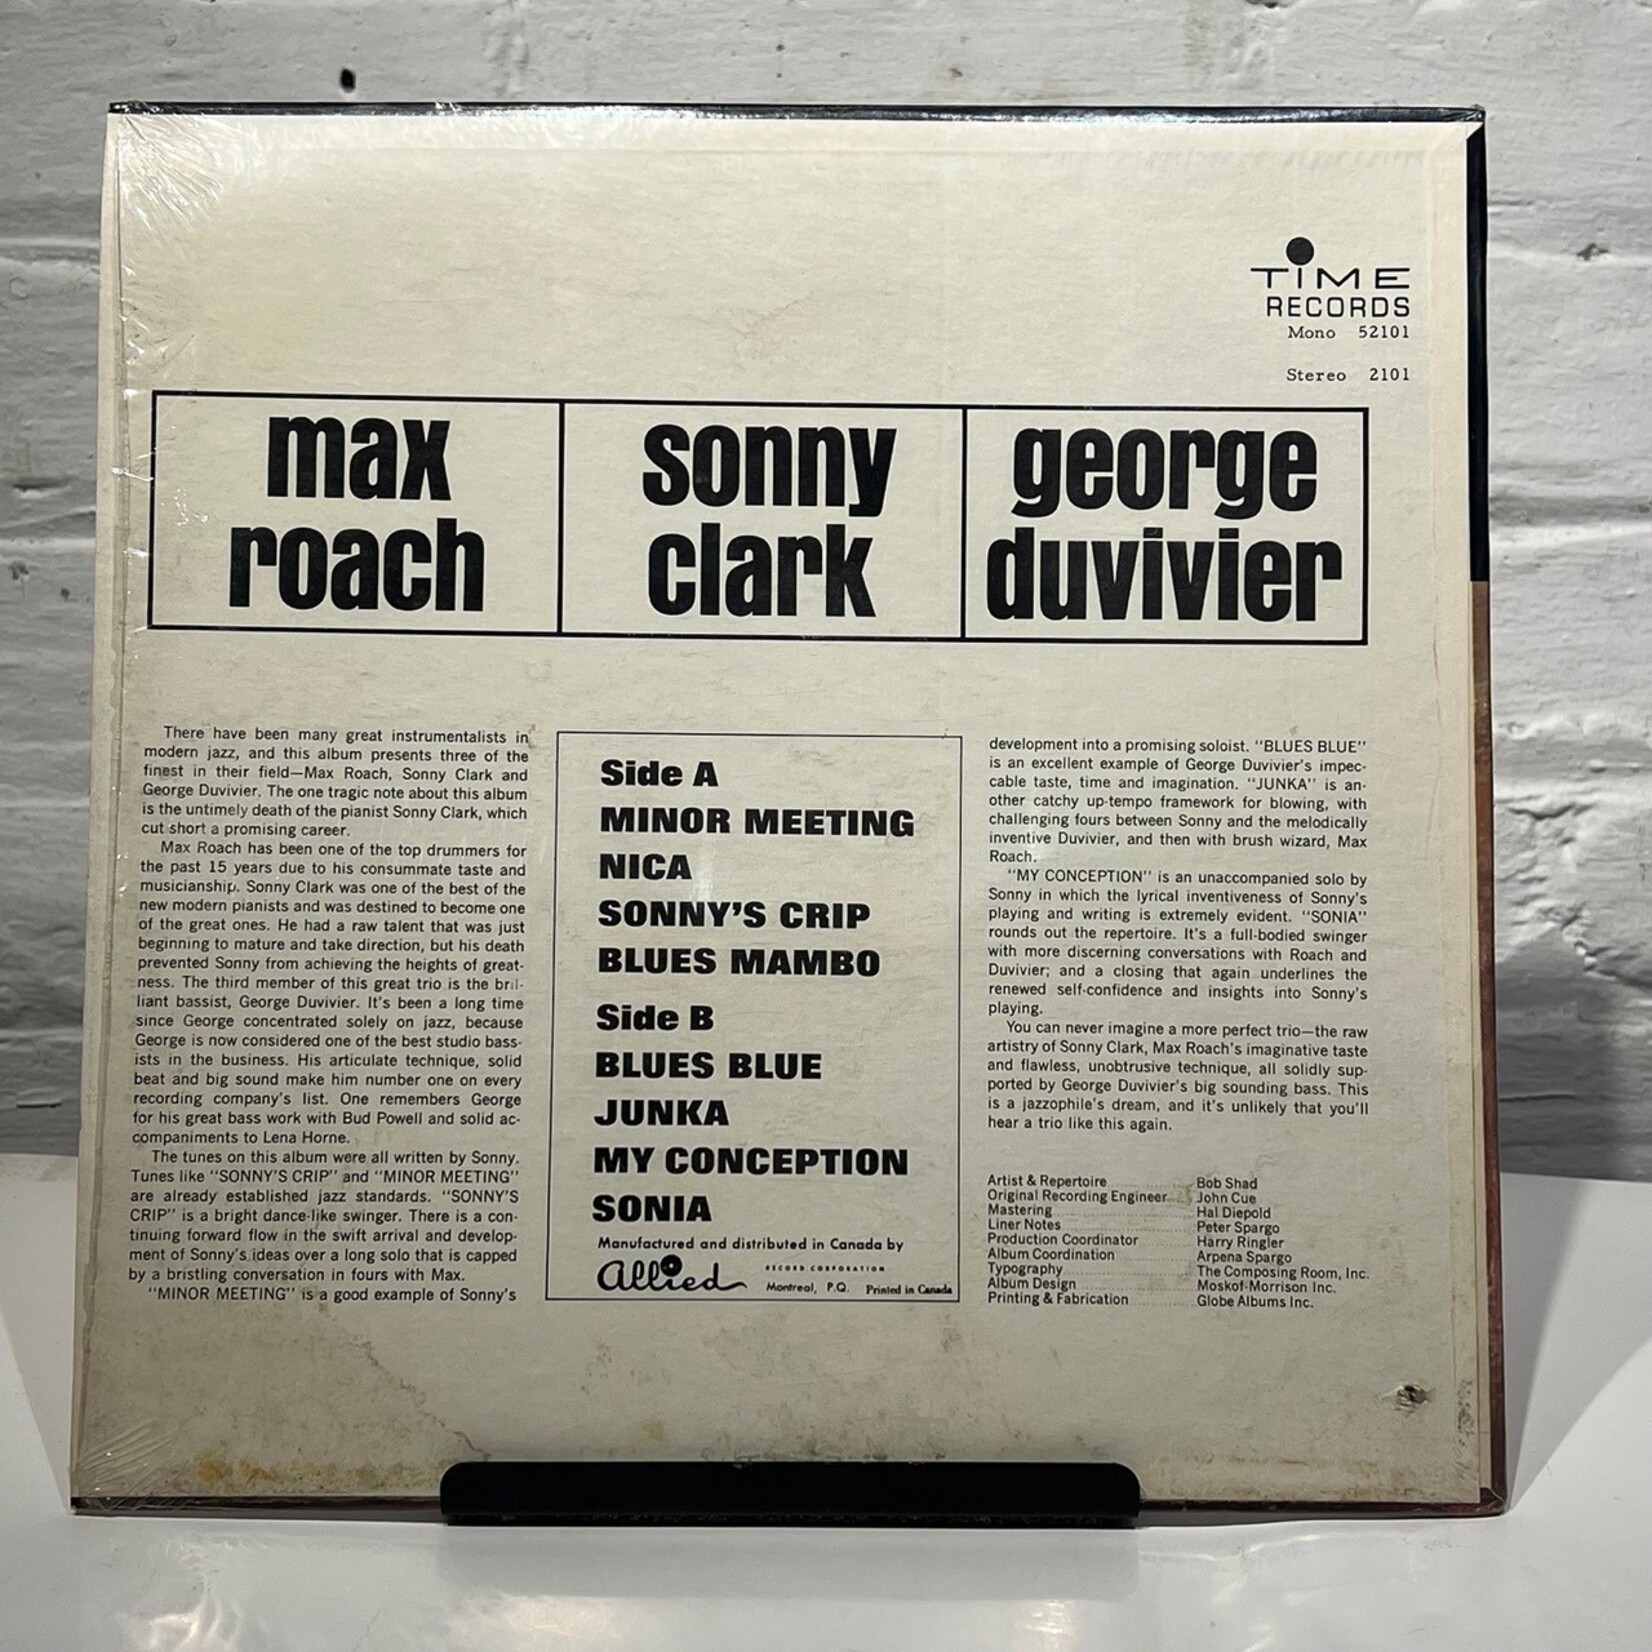 TIME
RECORDS
Mono 52101
Stereo 2101
max
roach
sonny
clark
george
duvivier
There have been many great instrumentalists in
modern jazz, and this album presents three of the
finest in their field—Max Roach, Sonny Clark and
George Duvivier. The one tragic note about this album
is the untimely death of the pianist Sonny Clark, which
cut short a promising career.
Max Roach has been one of the top drummers for
the past 15 years due to his consummate taste and
musicianship. Sonny Clark was one of the best of the
new modern pianists and was destined to become one
of the great ones. He had a raw talent that was just
beginning to mature and take direction, but his death
prevented Sonny from achieving the heights of great-
ness. The third member of this great trio is the bril-
liant bassist, George Duvivier. It's been a long time
since George concentrated solely on jazz, because
George is now considered one of the best studio bass-
ists in the business. His articulate technique, solid
beat and big sound make him number one on every
recording company's list. One remembers George
for his great bass work with Bud Powell and solid ac-
companiments to Lena Horne.
The tunes on this album were all written by Sonny.
Tunes like "SONNY'S CRIP" and "MINOR MEETING"
are already established jazz standards. "SONNY'S
CRIP" is a bright dance-like swinger. There is a con-
tinuing forward flow in the swift arrival and develop-
ment of Sonny's ideas over a long solo that is capped
by a bristling conversation in fours with Max.
"MINOR MEETING" is a good example of Sonny's
Side A
MINOR MEETING
NICA
SONNY'S CRIP
BLUES MAMBO
Side B
BLUES BLUE
JUNKA
MY CONCEPTION
SONIA
Manufactured and distributed in Canada by
Allied RECORD CORPORATION
Montreal, P.Q. Printed in Canada
development into a promising soloist. "BLUES BLUE"
is an excellent example of George Duvivier's impec-
cable taste, time and imagination. "JUNKA" is an-
other catchy up-tempo framework for blowing, with
challenging fours between Sonny and the melodically
inventive Duvivier, and then with brush wizard, Max
Roach.
"MY CONCEPTION" is an unaccompanied solo by
Sonny in which the lyrical inventiveness of Sonny's
playing and writing is extremely evident. "SONIA"
rounds out the repertoire. It's a full-bodied swinger
with more discerning conversations with Roach and
Duvivier; and a closing that again underlines the
renewed self-confidence and insights into Sonny's
playing.
You can never imagine a more perfect trio—the raw
artistry of Sonny Clark, Max Roach's imaginative taste
and flawless, unobtrusive technique, all solidly sup-
ported by George Duvivier's big sounding bass. This
is a jazzophile's dream, and it's unlikely that you'll
hear a trio like this again.
Artist & Repertoire Bob Shad
Original Recording Engineer John Cue
Mastering Hal Diepold
Liner Notes Peter Spargo
Production Coordinator Harry Ringler
Album Coordination Arpena Spargo
Typography The Composing Room, Inc.
Album Design Moskof-Morrison Inc.
Printing & Fabrication Globe Albums Inc.